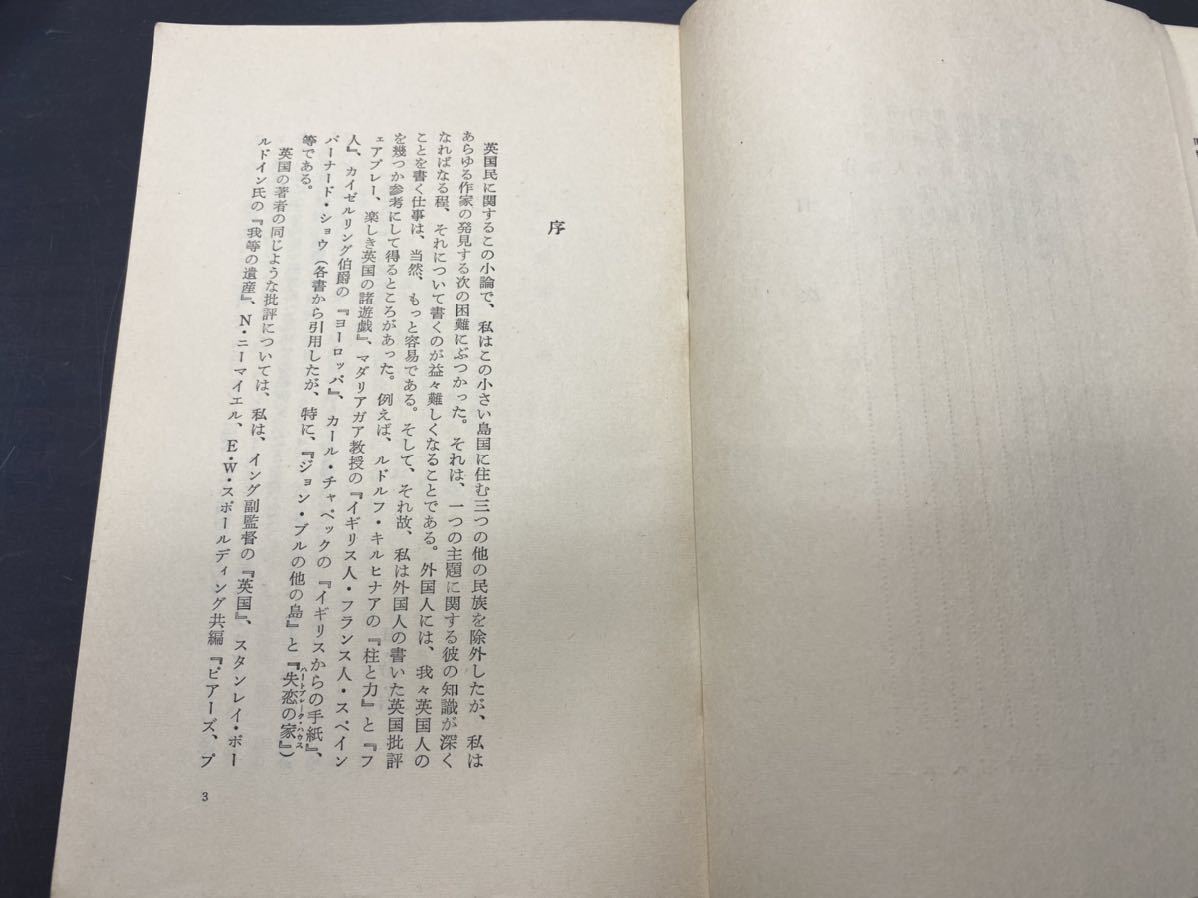 序
英国民に関するこの小論で、私はこの小さい島国に住む三つの他の民族を除外したが、私は
あらゆる作家の発見する次の困難にぶつかった。それは、一つの主題に関する彼の知識が深く
なればなる程、それについて書くのが益々難しくなることである。外国人には、我々英国人の
ことを書く仕事は、当然、もっと容易である。そして、それ故、私は外国人の書いた英国批評
を幾つか参考にして得るところがあった。例えば、ルドルフ・キルヒナアの『柱と力』と『フ
ェアプレー、楽しき英国の諸遊戯』、マダリアガア教授の『イギリス人・フランス人・スペイン
人』、カイゼルリング伯爵の『ヨーロッパ』、カール・チャペックの『イギリスからの手紙』、
バーナード・ショウ（各書から引用したが、特に、『ジョン・ブルの他の島』と『失恋の家』）
ハートブレーク・ハウス
等である。
英国の著者の同じような批評については、私は、イング副監督の『英国』、スタンレイ・ボー
ルドイン氏の『我等の遺産』、N・ニーマイエル、E・W・スポールディング共編『ピアーズ、プ
3